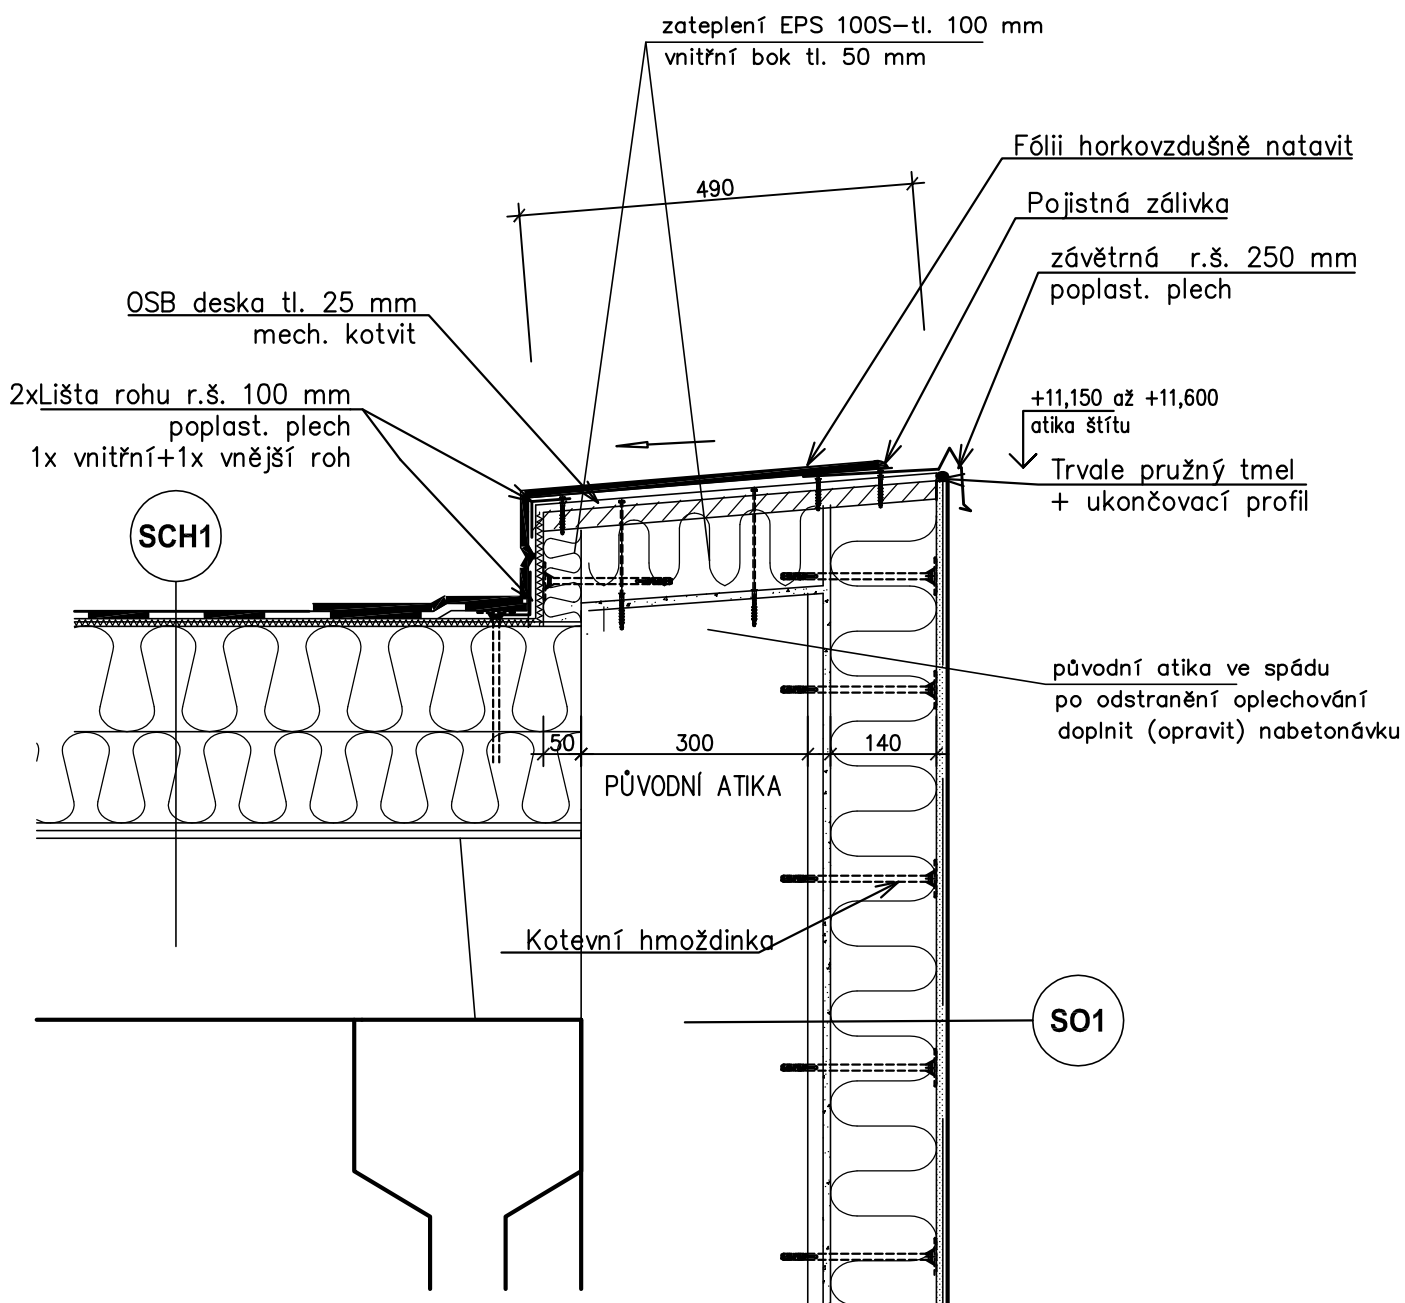 zateplení EPS 100S–tl. 100 mm
vnitřní bok tl. 50 mm
Fólii horkovzdušně natavit
490
Pojistná zálivka
závětrná r.š. 250 mm
poplast. plech
OSB deska tl. 25 mm
mech. kotvit
2xLišta rohu r.š. 100 mm
poplast. plech
1x vnitřní+1x vnější roh
+11,150 až +11,600
atika štítu
Trvale pružný tmel
+ ukončovací profil
SCH1
původní atika ve spádu
po odstranění oplechování
doplnit (opravit) nabetonávku
50 300 140
PŮVODNÍ ATIKA
Kotevní hmoždinka
SO1